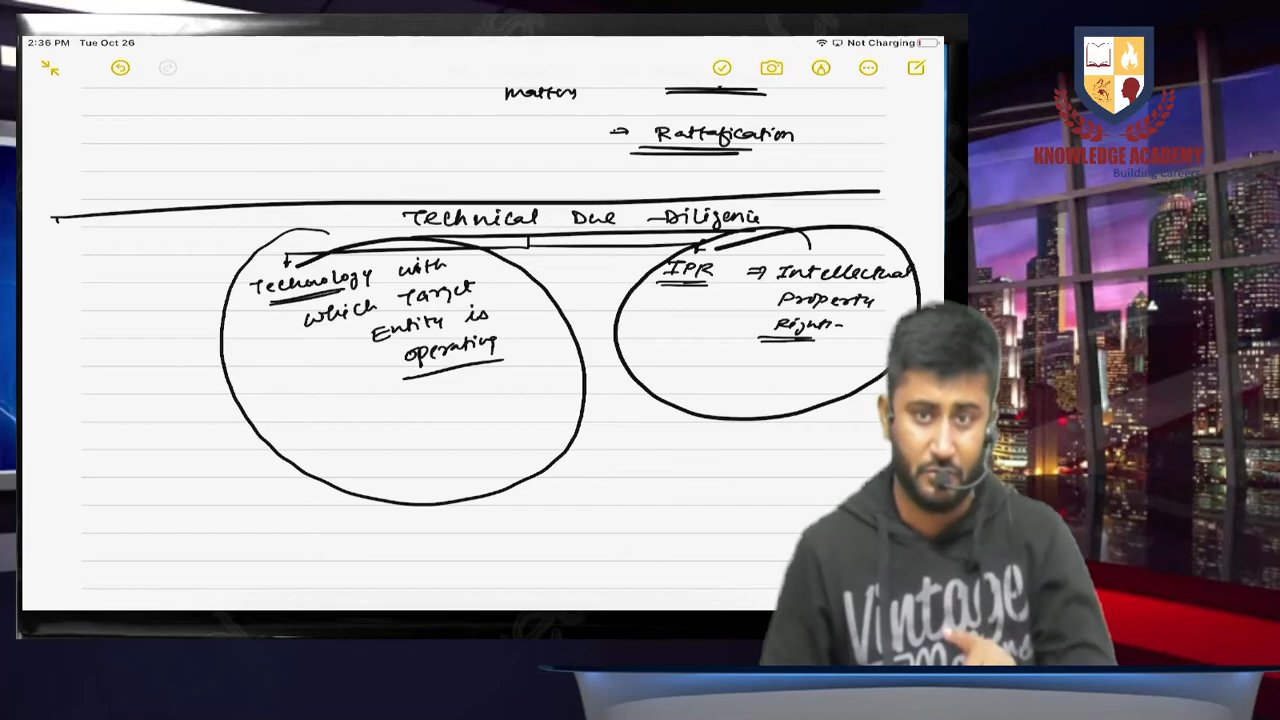 2:36 PM Tue Oct 26
Not Charging
matters
⇒ Rattafication
Technical Due -Diligence
Technology with
which Target
Entity is
operating
IPR ⇒ Intellectual
Property
Rights
KNOWLEDGE ACADEMY
Building Careers
Vintage